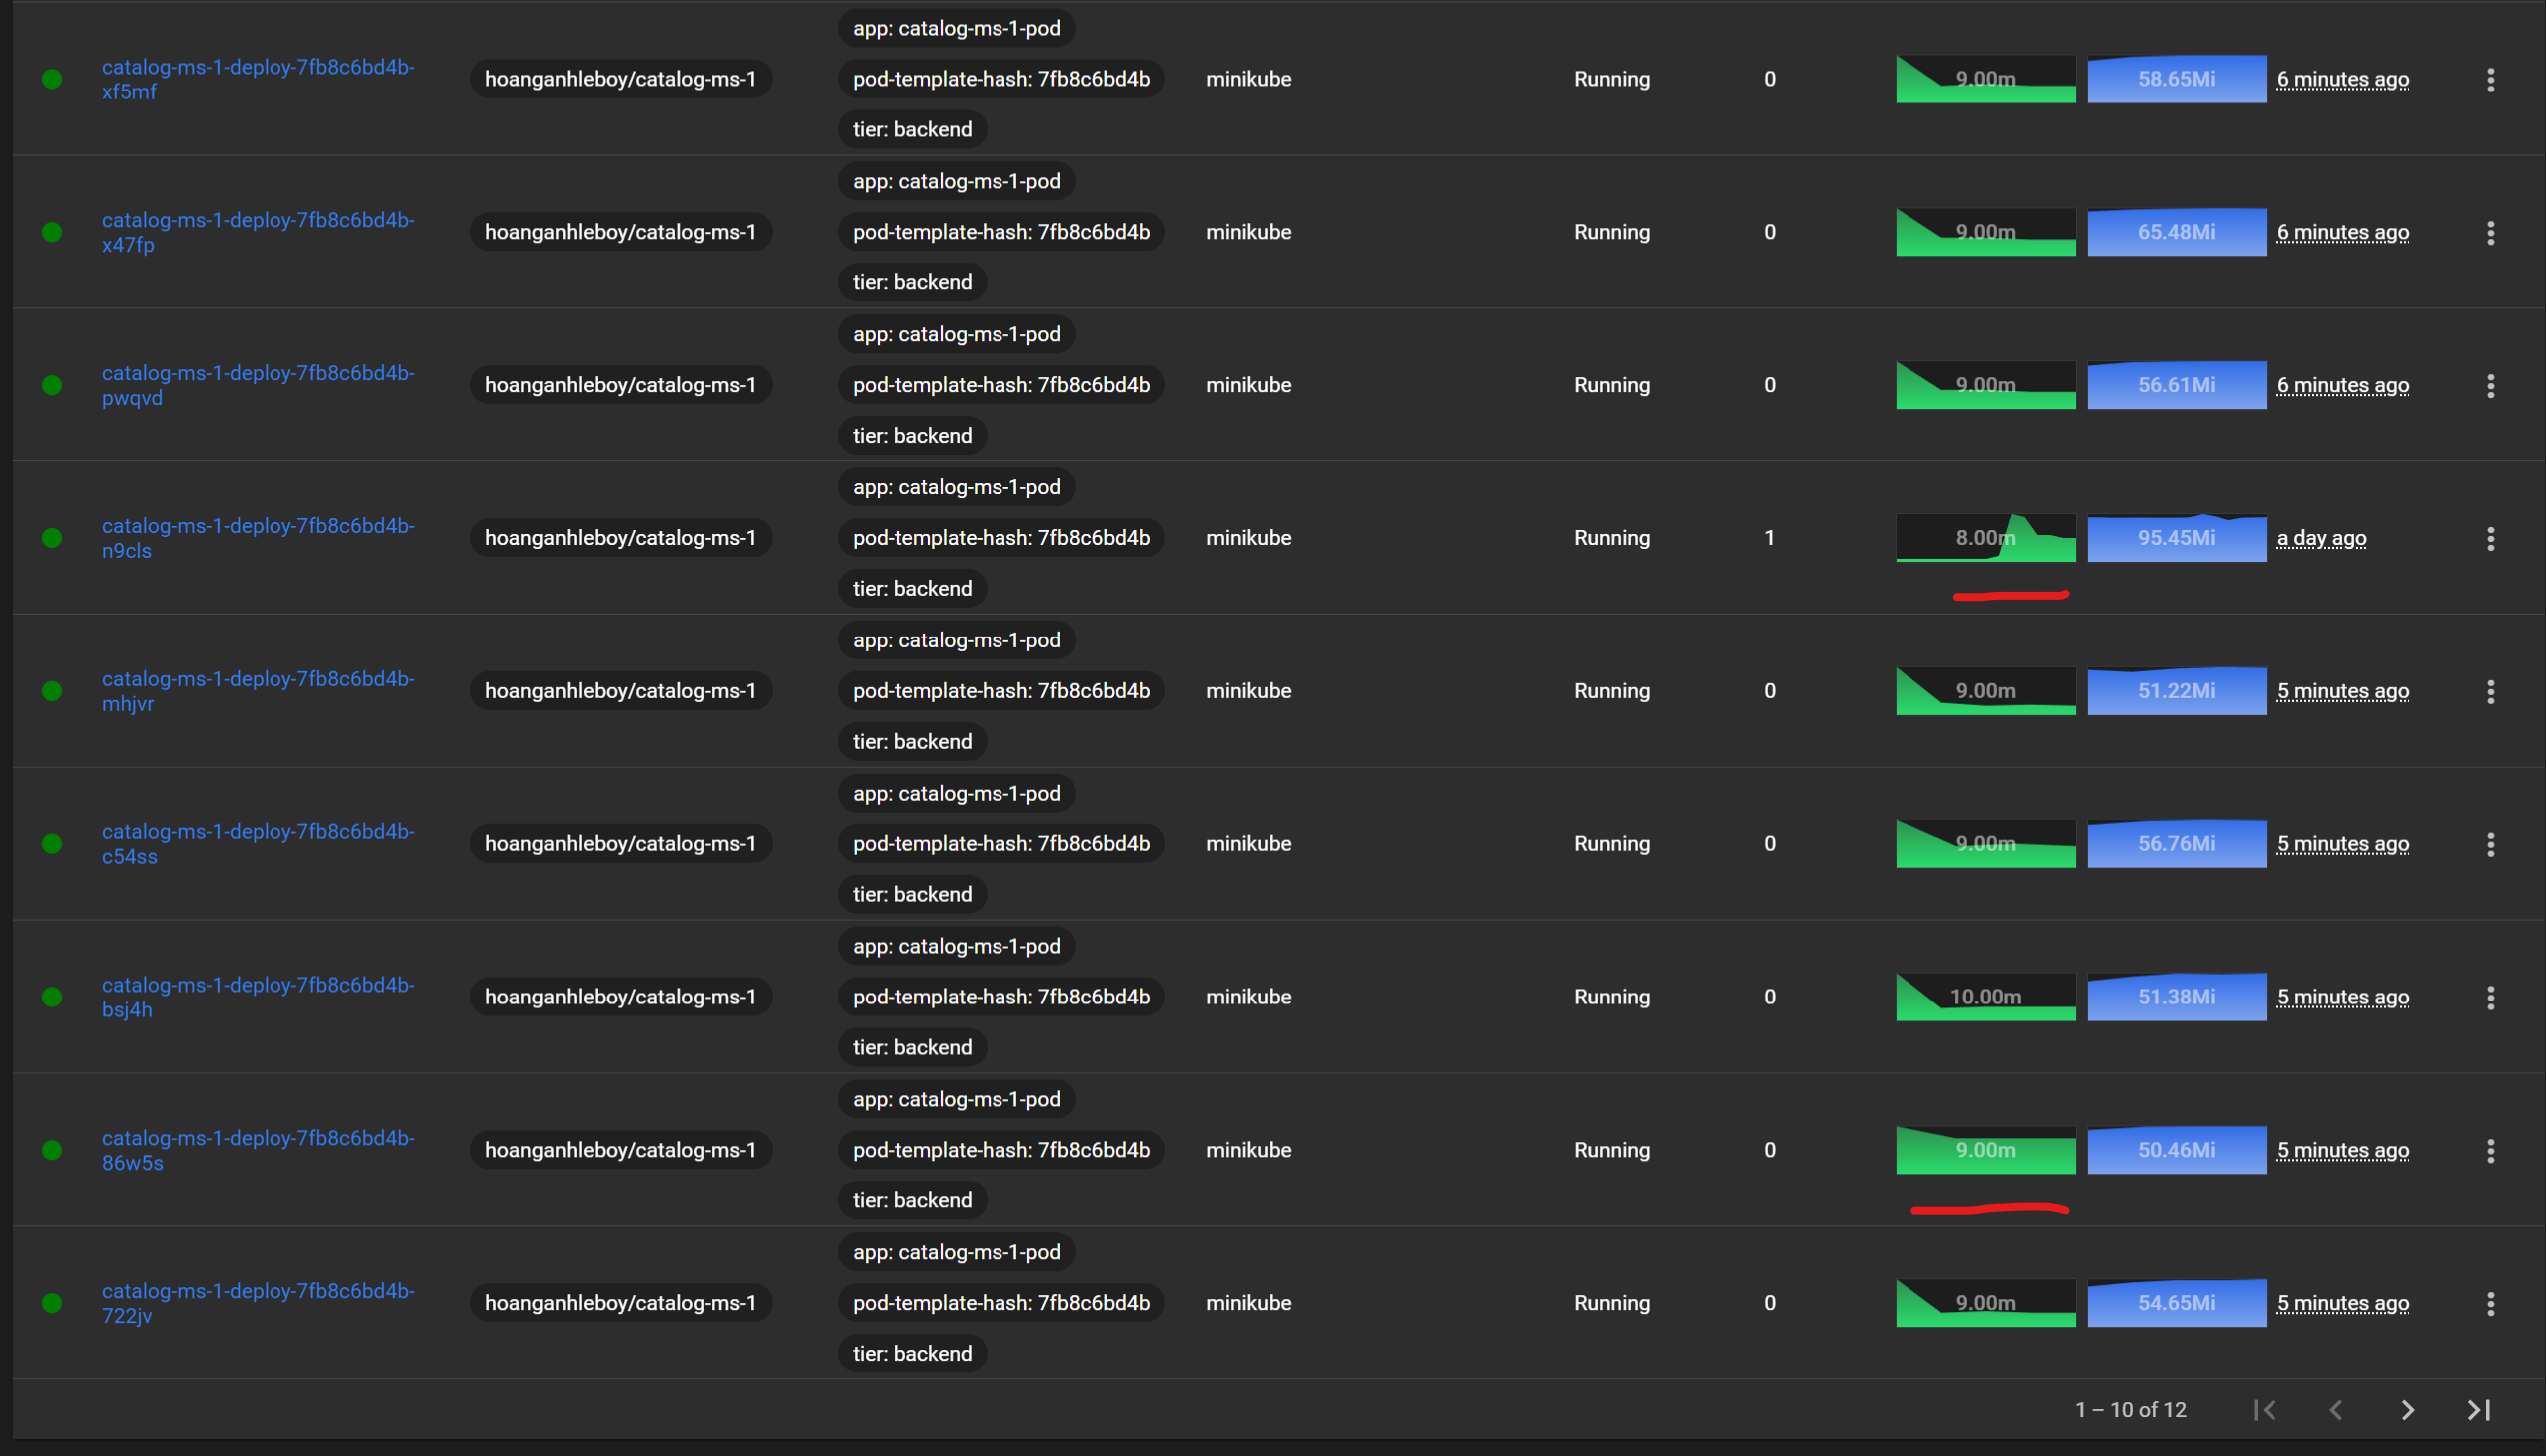 app: catalog-ms-1-pod
catalog-ms-1-deploy-7fb8c6bd4b-
xf5mf
hoanganhleboy/catalog-ms-1
pod-template-hash: 7fb8c6bd4b
minikube
Running
0
9.00m
58.65Mi
6 minutes ago
tier: backend
app: catalog-ms-1-pod
catalog-ms-1-deploy-7fb8c6bd4b-
x47fp
hoanganhleboy/catalog-ms-1
pod-template-hash: 7fb8c6bd4b
minikube
Running
0
9.00m
65.48Mi
6 minutes ago
tier: backend
app: catalog-ms-1-pod
catalog-ms-1-deploy-7fb8c6bd4b-
pwqvd
hoanganhleboy/catalog-ms-1
pod-template-hash: 7fb8c6bd4b
minikube
Running
0
9.00m
56.61Mi
6 minutes ago
tier: backend
app: catalog-ms-1-pod
catalog-ms-1-deploy-7fb8c6bd4b-
n9cls
hoanganhleboy/catalog-ms-1
pod-template-hash: 7fb8c6bd4b
minikube
Running
1
8.00m
95.45Mi
a day ago
tier: backend
app: catalog-ms-1-pod
catalog-ms-1-deploy-7fb8c6bd4b-
mhjvr
hoanganhleboy/catalog-ms-1
pod-template-hash: 7fb8c6bd4b
minikube
Running
0
9.00m
51.22Mi
5 minutes ago
tier: backend
app: catalog-ms-1-pod
catalog-ms-1-deploy-7fb8c6bd4b-
c54ss
hoanganhleboy/catalog-ms-1
pod-template-hash: 7fb8c6bd4b
minikube
Running
0
9.00m
56.76Mi
5 minutes ago
tier: backend
app: catalog-ms-1-pod
catalog-ms-1-deploy-7fb8c6bd4b-
bsj4h
hoanganhleboy/catalog-ms-1
pod-template-hash: 7fb8c6bd4b
minikube
Running
0
10.00m
51.38Mi
5 minutes ago
tier: backend
app: catalog-ms-1-pod
catalog-ms-1-deploy-7fb8c6bd4b-
86w5s
hoanganhleboy/catalog-ms-1
pod-template-hash: 7fb8c6bd4b
minikube
Running
0
9.00m
50.46Mi
5 minutes ago
tier: backend
app: catalog-ms-1-pod
catalog-ms-1-deploy-7fb8c6bd4b-
722jv
hoanganhleboy/catalog-ms-1
pod-template-hash: 7fb8c6bd4b
minikube
Running
0
9.00m
54.65Mi
5 minutes ago
tier: backend
1 – 10 of 12